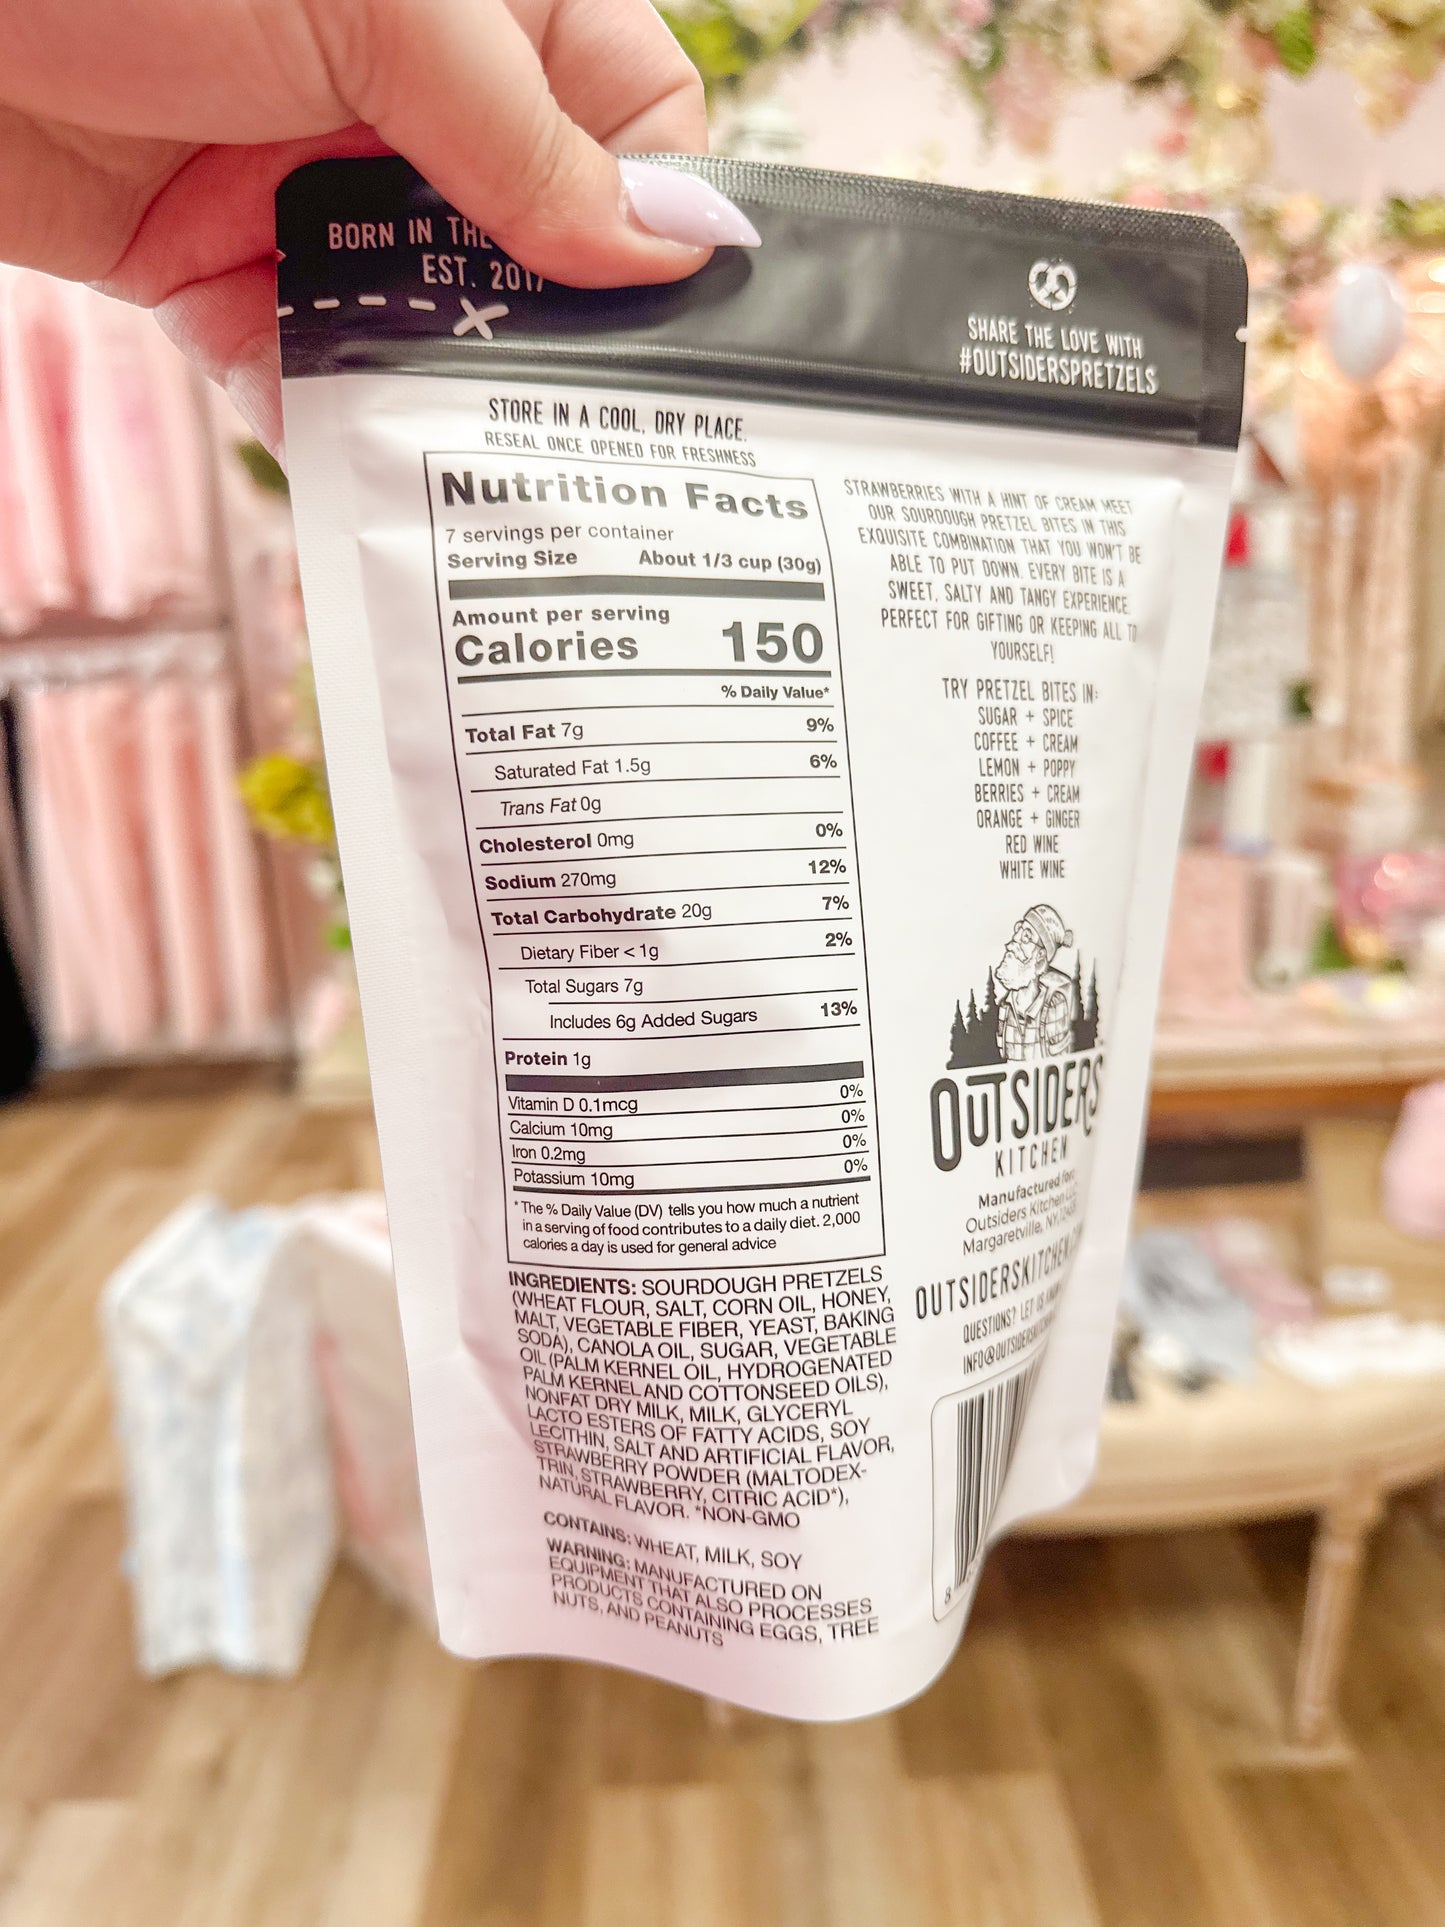 BORN IN THE
EST. 2017
SHARE THE LOVE WITH
#OUTSIDERSPRETZELS
STORE IN A COOL, DRY PLACE.
RESEAL ONCE OPENED FOR FRESHNESS
Nutrition Facts
7 servings per container
Serving Size About 1/3 cup (30g)
Amount per serving
Calories 150
% Daily Value*
Total Fat 7g 9%
Saturated Fat 1.5g 6%
Trans Fat 0g
Cholesterol 0mg 0%
Sodium 270mg 12%
Total Carbohydrate 20g 7%
Dietary Fiber < 1g 2%
Total Sugars 7g
Includes 6g Added Sugars 13%
Protein 1g
Vitamin D 0.1mcg 0%
Calcium 10mg 0%
Iron 0.2mg 0%
Potassium 10mg 0%
*The % Daily Value (DV) tells you how much a nutrient
in a serving of food contributes to a daily diet. 2,000
calories a day is used for general advice
INGREDIENTS: SOURDOUGH PRETZELS
(WHEAT FLOUR, SALT, CORN OIL, HONEY,
MALT, VEGETABLE FIBER, YEAST, BAKING
SODA), CANOLA OIL, SUGAR, VEGETABLE
OIL (PALM KERNEL OIL, HYDROGENATED
PALM KERNEL AND COTTONSEED OILS),
NONFAT DRY MILK, MILK, GLYCERYL
LACTO ESTERS OF FATTY ACIDS, SOY
LECITHIN, SALT AND ARTIFICIAL FLAVOR,
STRAWBERRY POWDER (MALTODEX-
TRIN, STRAWBERRY, CITRIC ACID*),
NATURAL FLAVOR. *NON-GMO
CONTAINS: WHEAT, MILK, SOY
WARNING: MANUFACTURED ON
EQUIPMENT THAT ALSO PROCESSES
PRODUCTS CONTAINING EGGS, TREE
NUTS, AND PEANUTS
STRAWBERRIES WITH A HINT OF CREAM MEET
OUR SOURDOUGH PRETZEL BITES IN THIS
EXQUISITE COMBINATION THAT YOU WON'T BE
ABLE TO PUT DOWN. EVERY BITE IS A
SWEET, SALTY AND TANGY EXPERIENCE.
PERFECT FOR GIFTING OR KEEPING ALL TO
YOURSELF!
TRY PRETZEL BITES IN:
SUGAR + SPICE
COFFEE + CREAM
LEMON + POPPY
BERRIES + CREAM
ORANGE + GINGER
RED WINE
WHITE WINE
OUTSIDERS
KITCHEN
Manufactured for:
Outsiders Kitchen
Margaretville, NY
OUTSIDERSKITCHEN
QUESTIONS? LET US
8